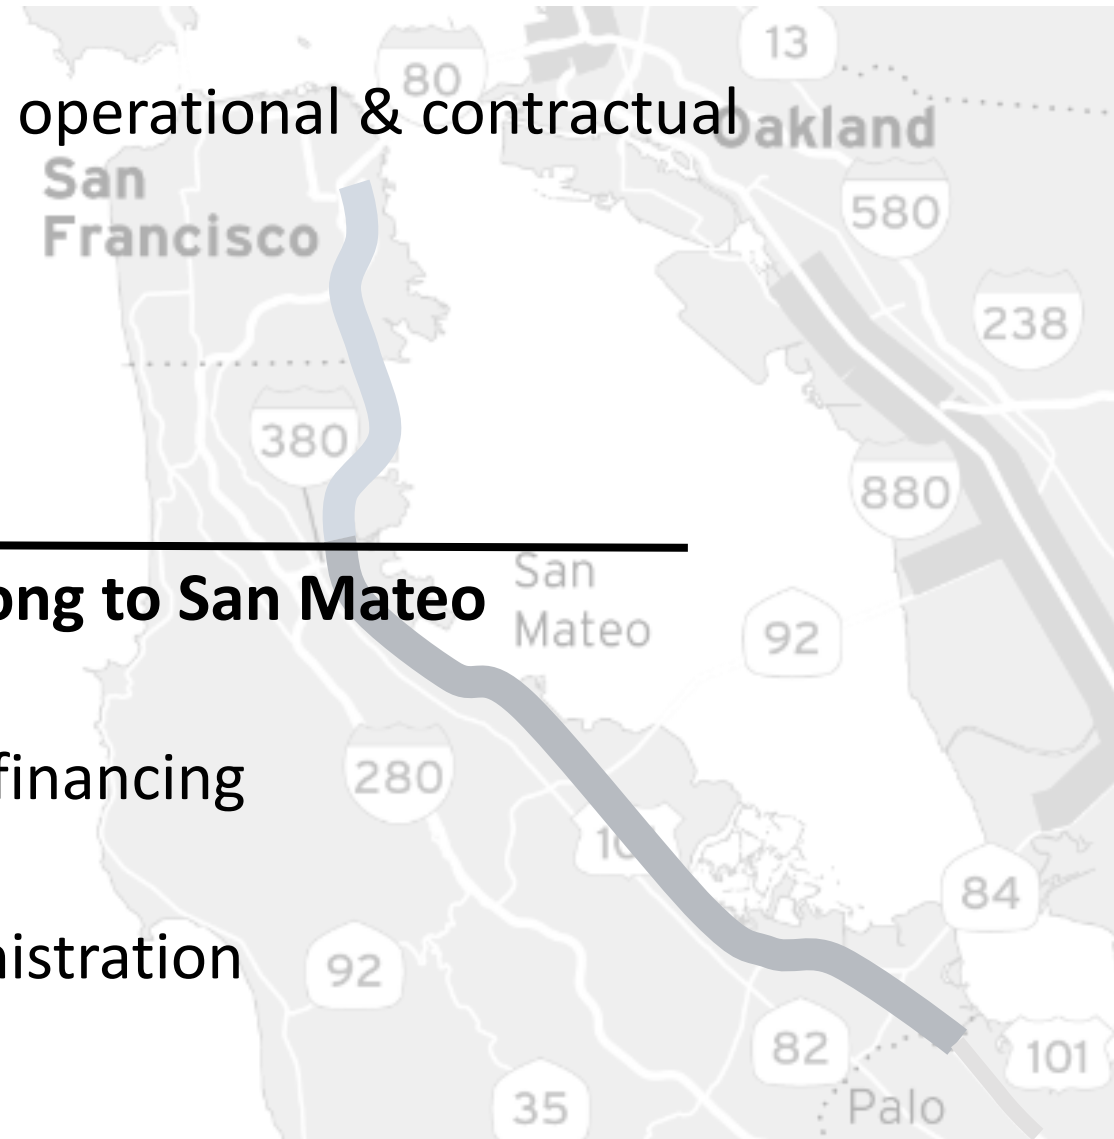 13
80
operational & contractual
Oakland
San
Francisco
580
238
380
880
San
Mateo
ong to San Mateo
92
financing
280
84
istration
92
82
101
35
Palo